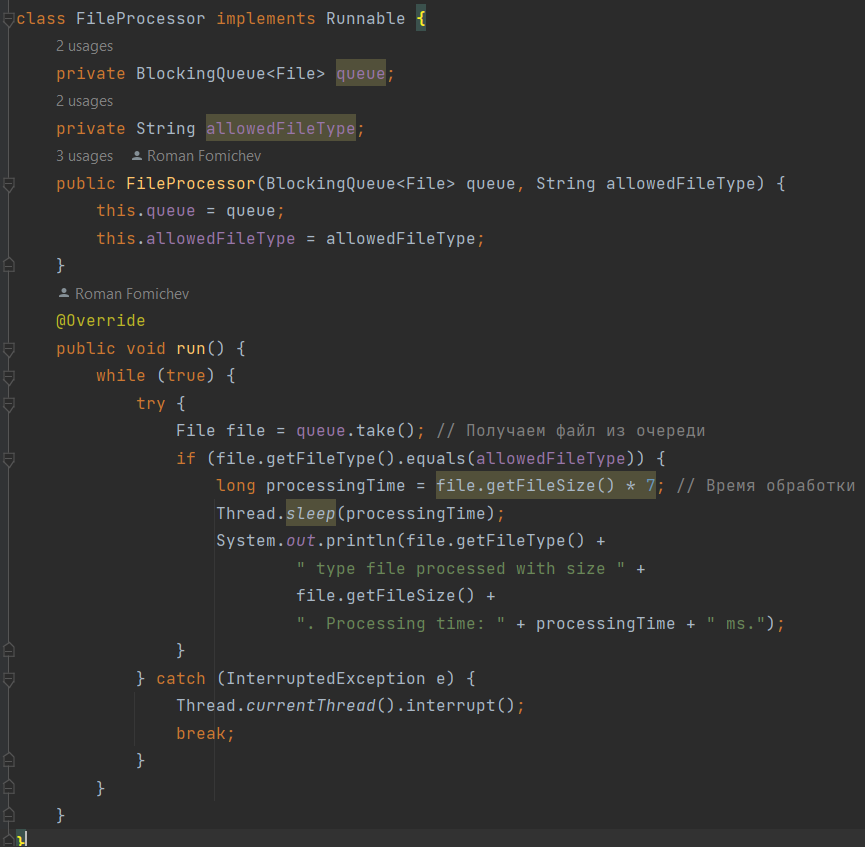 class FileProcessor implements Runnable {
2 usages
private BlockingQueue<File> queue;
2 usages
private String allowedFileType;
3 usages Roman Fomichev
public FileProcessor(BlockingQueue<File> queue, String allowedFileType) {
this.queue = queue;
this.allowedFileType = allowedFileType;
}
Roman Fomichev
@Override
public void run() {
while (true) {
try {
File file = queue.take(); // Получаем файл из очереди
if (file.getFileType().equals(allowedFileType)) {
long processingTime = file.getFileSize() * 7; // Время обработки
Thread.sleep(processingTime);
System.out.println(file.getFileType() +
" type file processed with size " +
file.getFileSize() +
". Processing time: " + processingTime + " ms.");
}
} catch (InterruptedException e) {
Thread.currentThread().interrupt();
break;
}
}
}
}